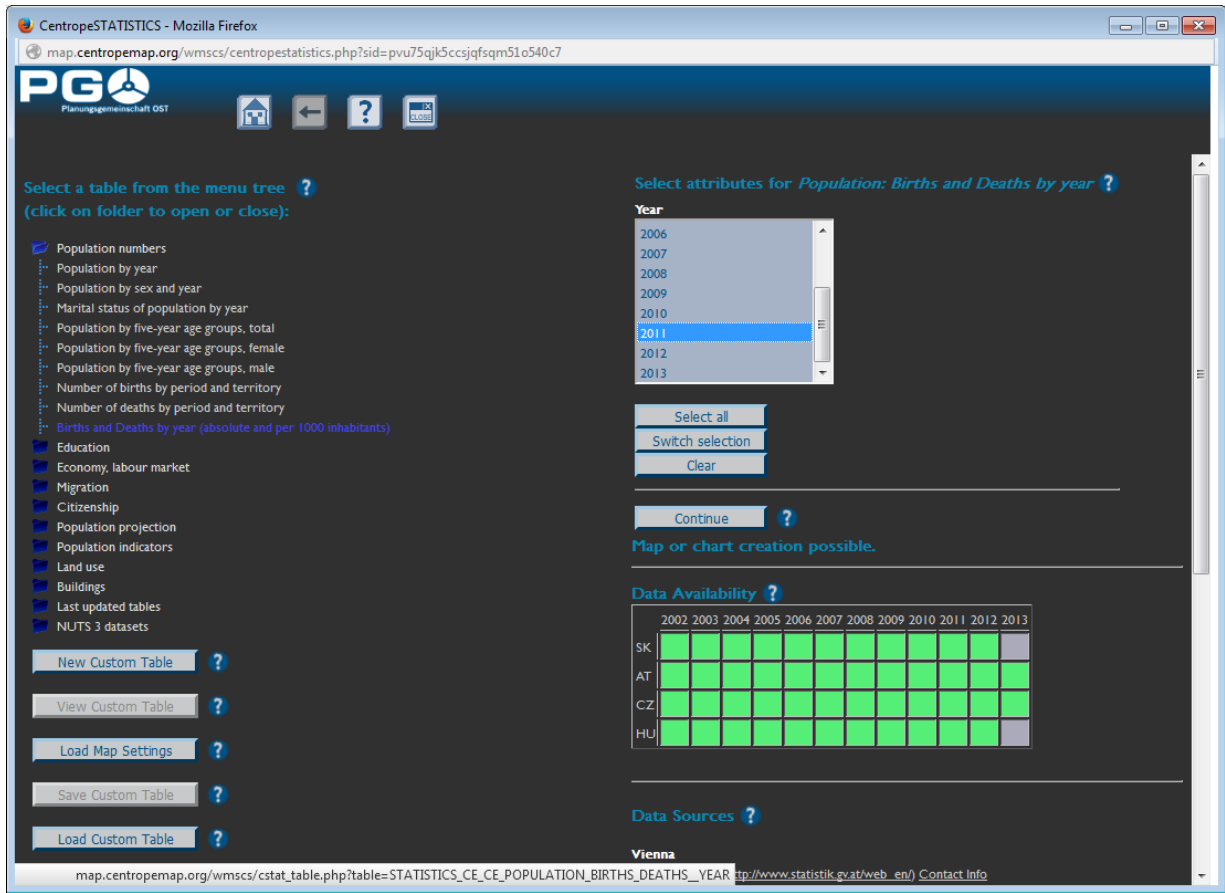 CentropeSTATISTICS - Mozilla Firefox
map.centropemap.org/wmscs/centropestatistics.php?sid=pvu75qjk5ccsjqfsqm51o540c7
PGO
Planungsgemeinschaft OST
?
IX
CLOSE
Select a table from the menu tree ?
(click on folder to open or close):
Population numbers
Population by year
Population by sex and year
Marital status of population by year
Population by five-year age groups, total
Population by five-year age groups, female
Population by five-year age groups, male
Number of births by period and territory
Number of deaths by period and territory
Births and Deaths by year (absolute and per 1000 inhabitants)
Education
Economy, labour market
Migration
Citizenship
Population projection
Population indicators
Land use
Buildings
Last updated tables
NUTS 3 datasets
New Custom Table ?
View Custom Table ?
Load Map Settings ?
Save Custom Table ?
Load Custom Table ?
Select attributes for Population: Births and Deaths by year ?
Year
2006
2007
2008
2009
2010
2011
2012
2013
Select all
Switch selection
Clear
Continue ?
Map or chart creation possible.
Data Availability ?
2002 2003 2004 2005 2006 2007 2008 2009 2010 2011 2012 2013
SK
AT
CZ
HU
Data Sources ?
Vienna
map.centropemap.org/wmscs/cstat_table.php?table=STATISTICS_CE_CE_POPULATION_BIRTHS_DEATHS__YEAR ttp://www.statistik.gv.at/web_en/) Contact Info